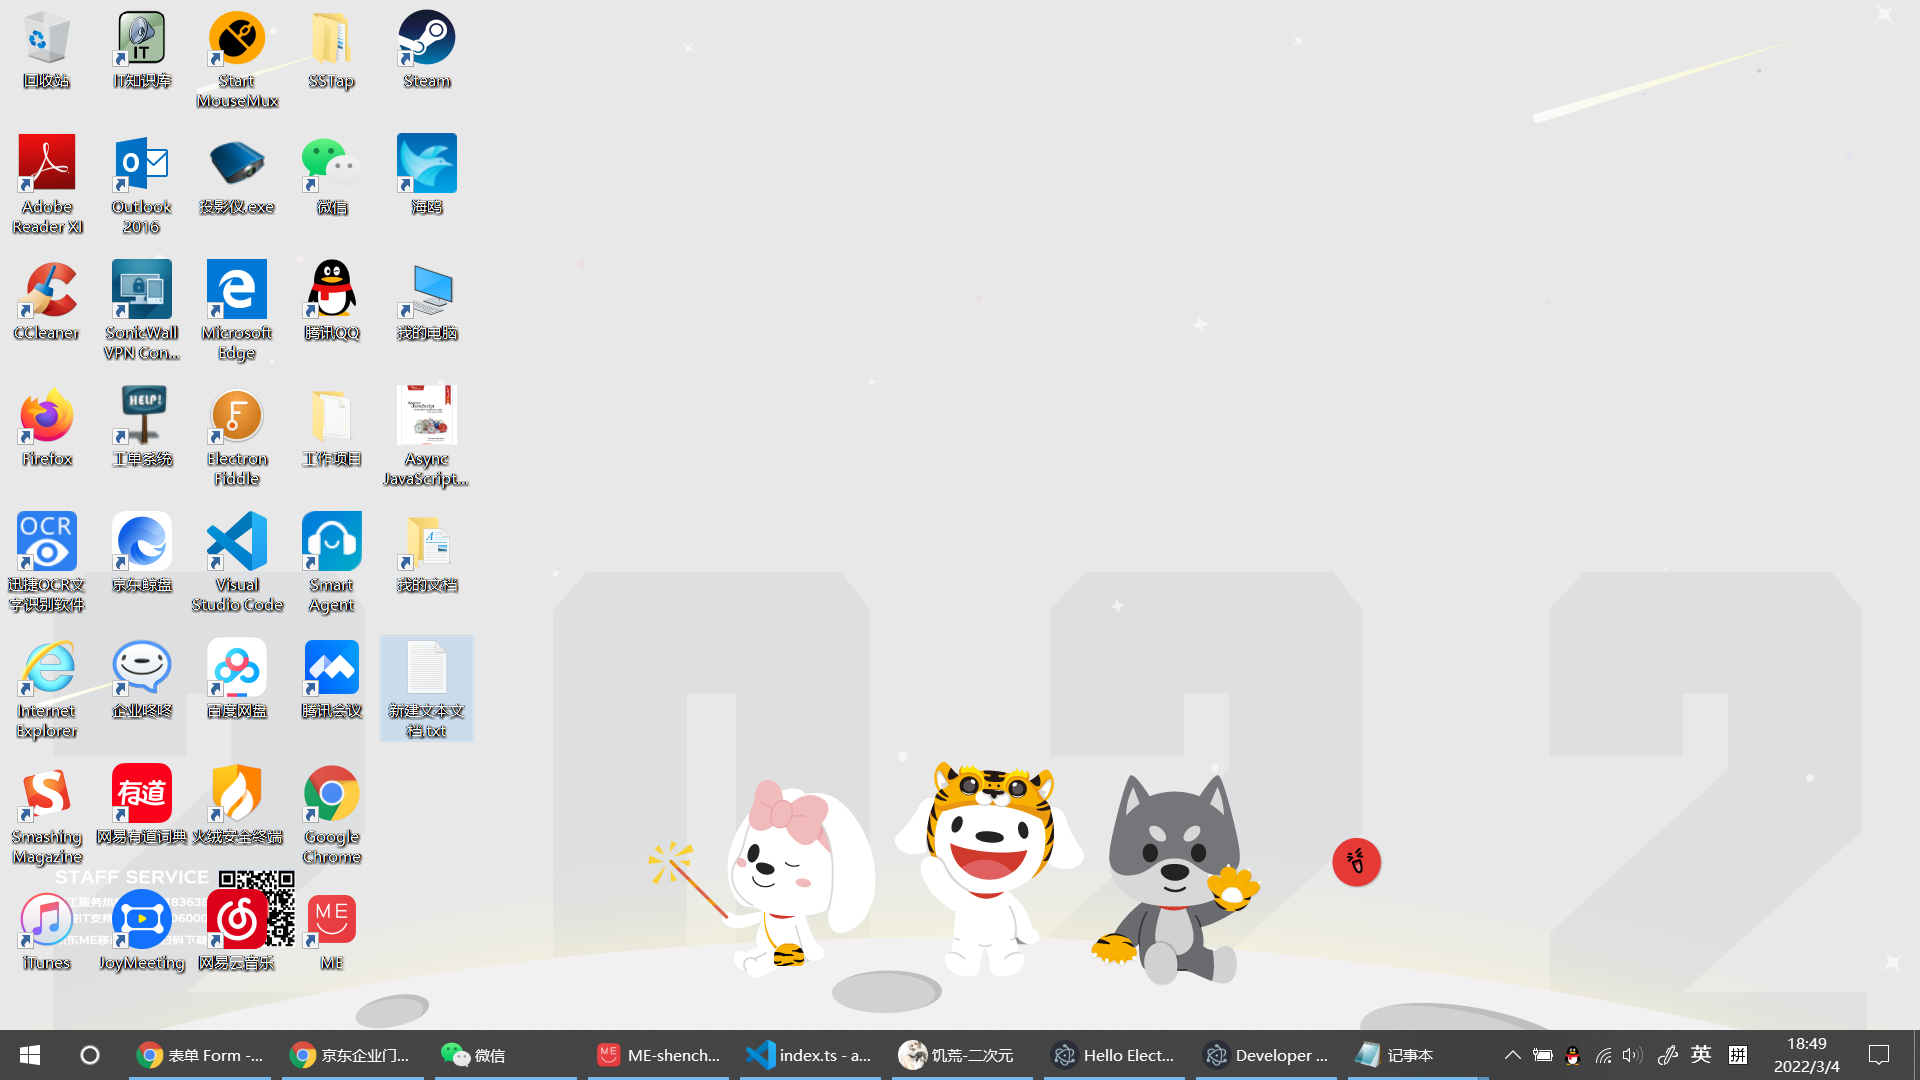 回收站
IT
IT知识库
Start
MouseMux
SSTap
Steam
Adobe
Reader XI
Outlook
2016
投影仪.exe
微信
海鸥
CCleaner
SonicWall
VPN Con...
Microsoft
Edge
腾讯QQ
我的电脑
Firefox
HELP!
工单系统
Electron
Fiddle
工作项目
Async
JavaScript...
OCR
迅捷OCR文
字识别软件
京东鲸盘
Visual
Studio Code
Smart
Agent
我的文档
Internet
Explorer
企业咚咚
百度网盘
腾讯会议
新建文本文
档.txt
Smashing
Magazine
有道
网易有道词典
火绒安全终端
Google
Chrome
STAFF SERVICE
iTunes
JoyMeeting
网易云音乐
ME
ME
2022
表单 Form -...
京东企业门...
微信
ME-shench...
index.ts - a...
饥荒-二次元
Hello Elect...
Developer ...
记事本
英
拼
18:49
2022/3/4